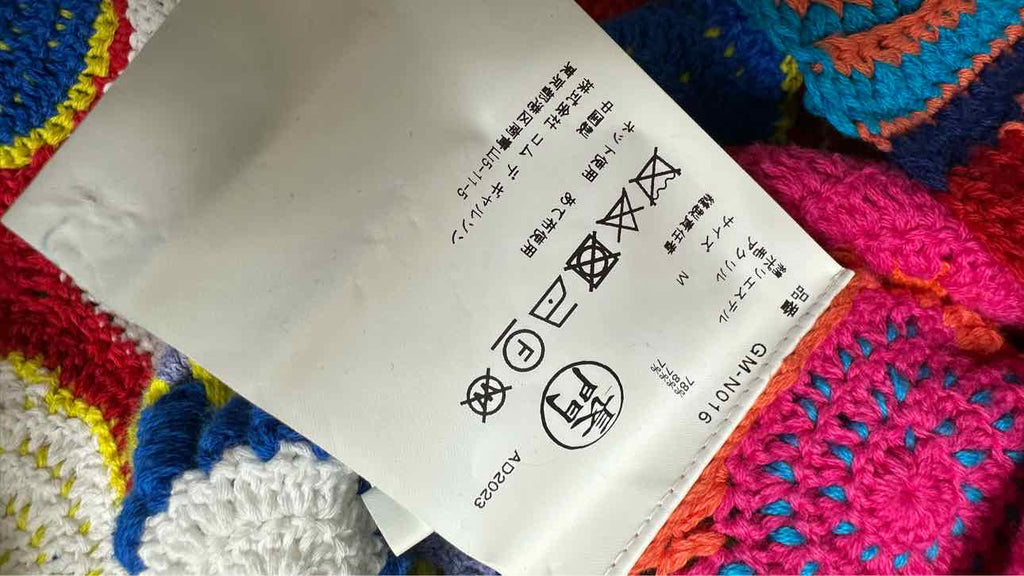 品番 GM-N016
綿 78%
アクリル
毛
ポリエステル
サイズ M
縫製責任者
F W
ネット使用 あて布使用
中国製
株式会社 コム デ ギャルソン
東京都港区南青山5-11-5
AD2023